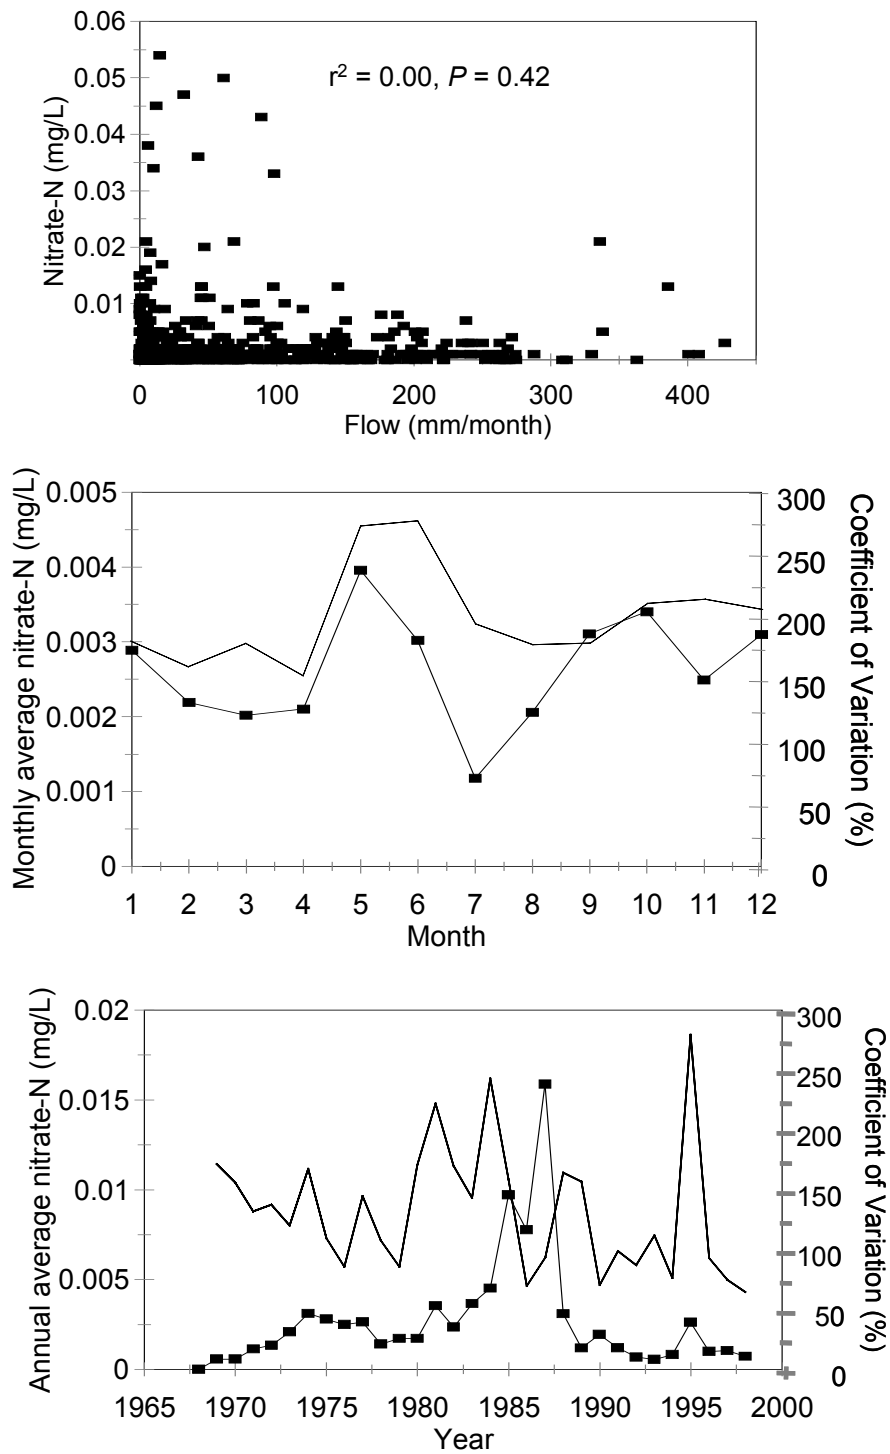 0.06
0.05
0.04
0.03
0.02
0.01
Nitrate-N (mg/L)
r² = 0.00, P = 0.42
0 100 200 300 400
Flow (mm/month)
0.005
0.004
0.003
0.002
0.001
0
Monthly average nitrate-N (mg/L)
300
250
200
150
100
50
0
Coefficient of Variation (%)
1 2 3 4 5 6 7 8 9 10 11 12
Month
0.02
0.015
0.01
0.005
0
Annual average nitrate-N (mg/L)
300
250
200
150
100
50
0
Coefficient of Variation (%)
1965 1970 1975 1980 1985 1990 1995 2000
Year